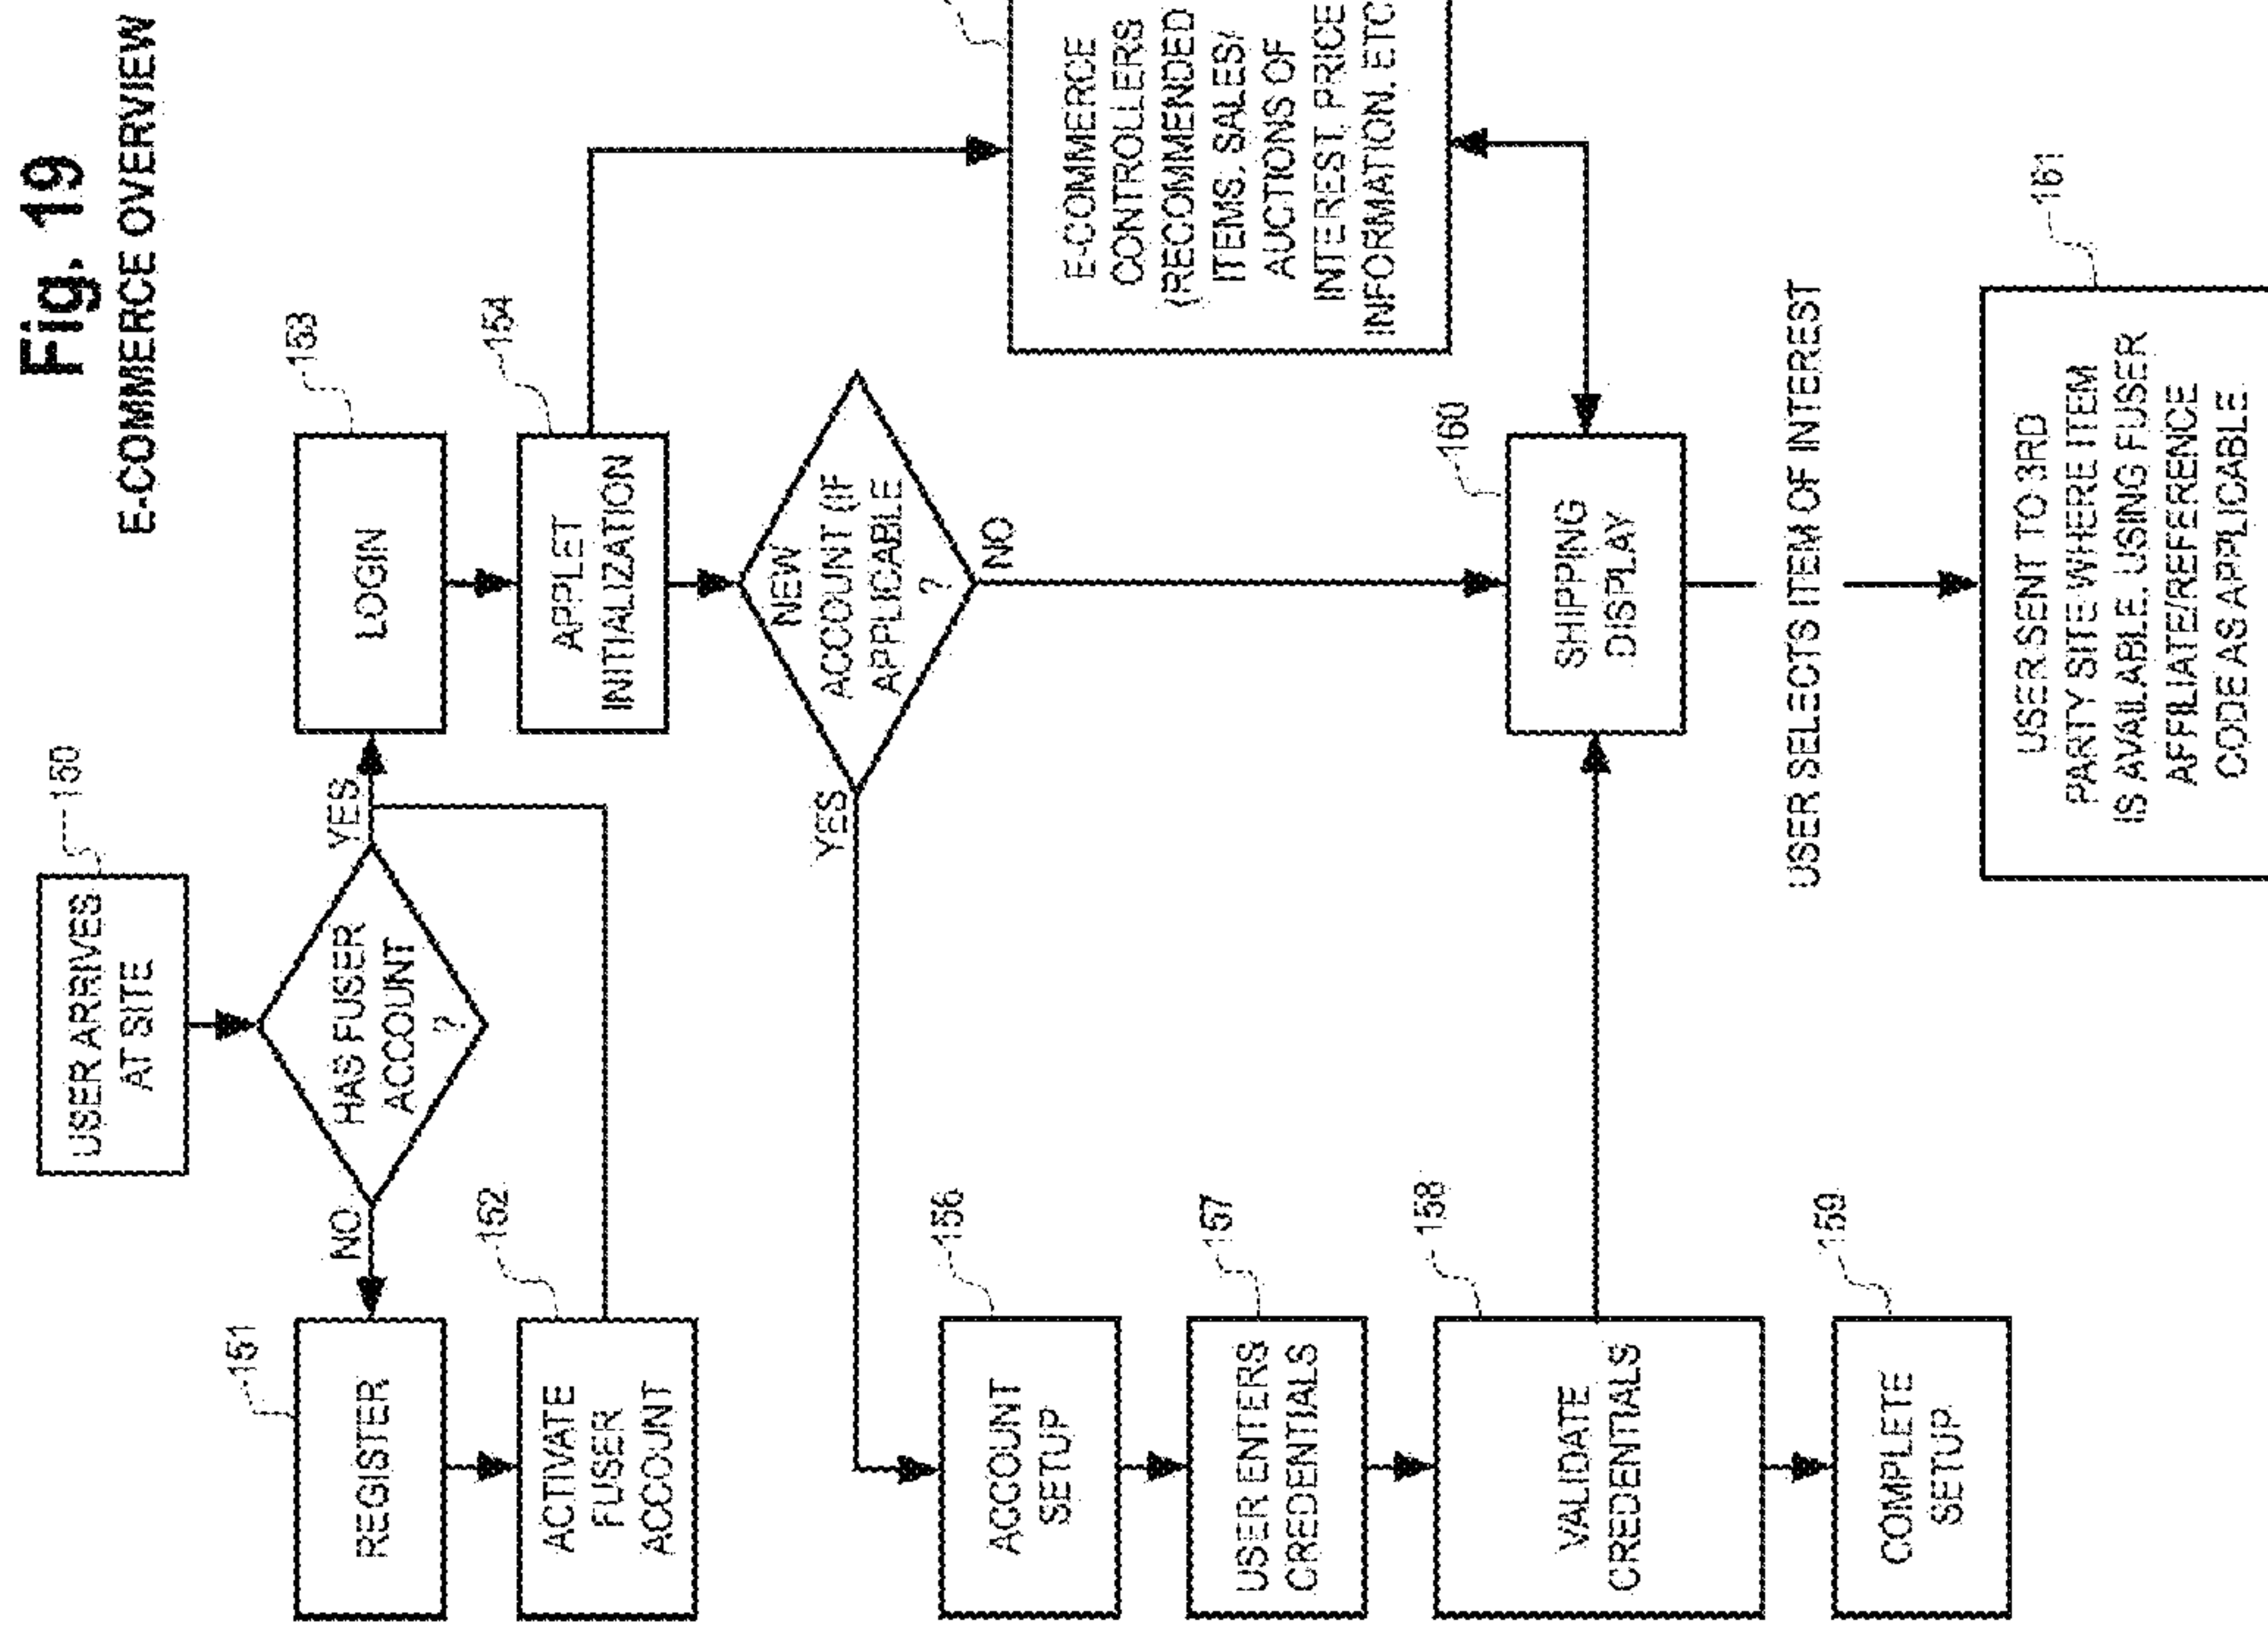 Fig. 19
E-COMMERCE OVERVIEW
USER ARRIVES
AT SITE
150
HAS FUSER
ACCOUNT
?
NO
YES
REGISTER
151
ACTIVATE
FUSER
ACCOUNT
152
LOGIN
153
APPLET
INITIALIZATION
154
NEW
ACCOUNT (IF
APPLICABLE
?
YES
NO
E-COMMERCE
CONTROLLERS
(RECOMMENDED
ITEMS, SALES/
AUCTIONS OF
INTEREST, PRICE
INFORMATION, ETC
ACCOUNT
SETUP
156
USER ENTERS
CREDENTIALS
157
VALIDATE
CREDENTIALS
158
COMPLETE
SETUP
159
SHIPPING
DISPLAY
160
USER SELECTS ITEM OF INTEREST
USER SENT TO 3RD
PARTY SITE WHERE ITEM
IS AVAILABLE, USING FUSER
AFFILIATE/REFERENCE
CODE AS APPLICABLE
161